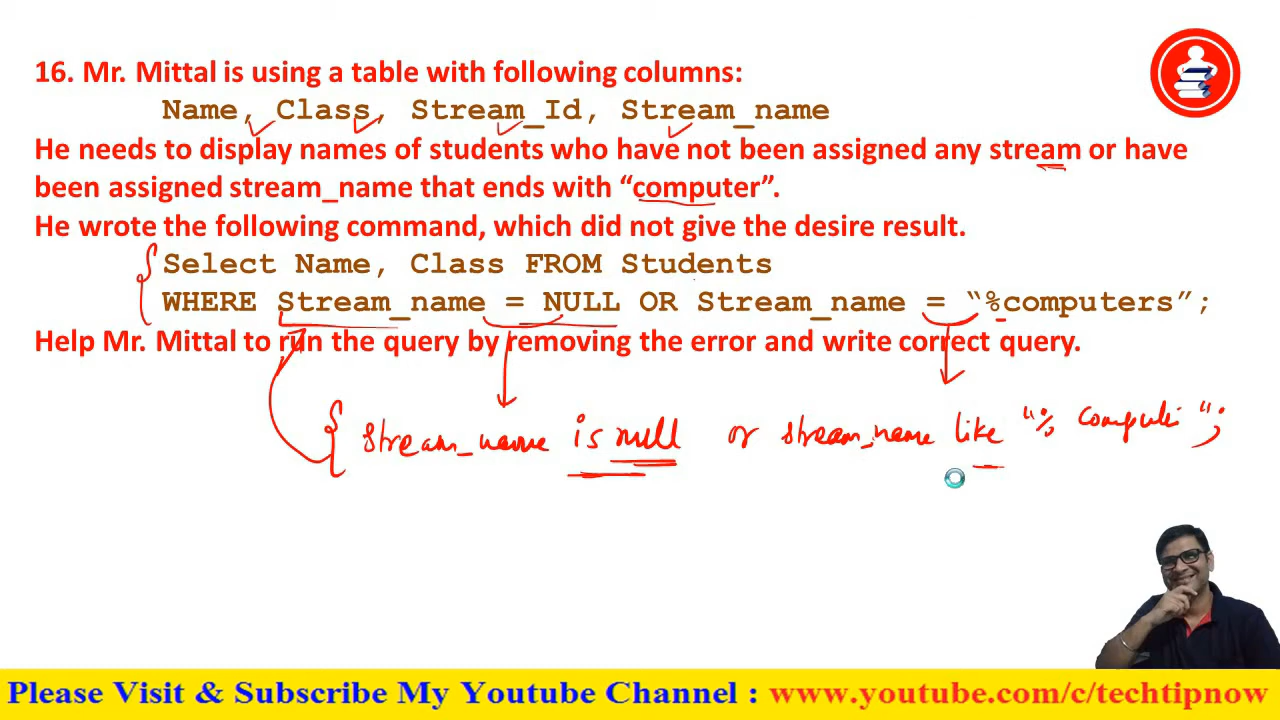 16. Mr. Mittal is using a table with following columns:
Name, Class, Stream_Id, Stream_name
He needs to display names of students who have not been assigned any stream or have
been assigned stream_name that ends with “computer”.
He wrote the following command, which did not give the desire result.
Select Name, Class FROM Students
WHERE Stream_name = NULL OR Stream_name = “%computers”;
Help Mr. Mittal to run the query by removing the error and write correct query.
{ Stream_name is null or stream_name like "% ";
Please Visit & Subscribe My Youtube Channel : www.youtube.com/c/techtipnow